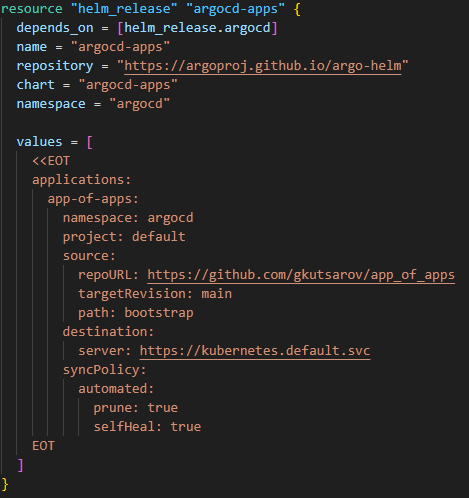 resource "helm_release" "argocd-apps" {
  depends_on = [helm_release.argocd]
  name = "argocd-apps"
  repository = "https://argoproj.github.io/argo-helm"
  chart = "argocd-apps"
  namespace = "argocd"

  values = [
    <<EOT
    applications:
      app-of-apps:
        namespace: argocd
        project: default
        source:
          repoURL: https://github.com/gkutsarov/app_of_apps
          targetRevision: main
          path: bootstrap
        destination:
          server: https://kubernetes.default.svc
        syncPolicy:
          automated:
            prune: true
            selfHeal: true
    EOT
  ]
}